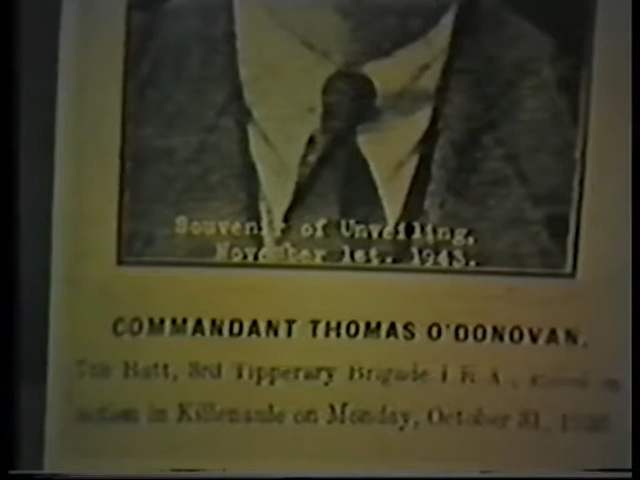 Souvenir of Unveiling,
November 1st. 1943.
COMMANDANT THOMAS O'DONOVAN.
Batt, 3rd Tipperary Brigade I R A,
action in Killenaule on Monday, October 31,